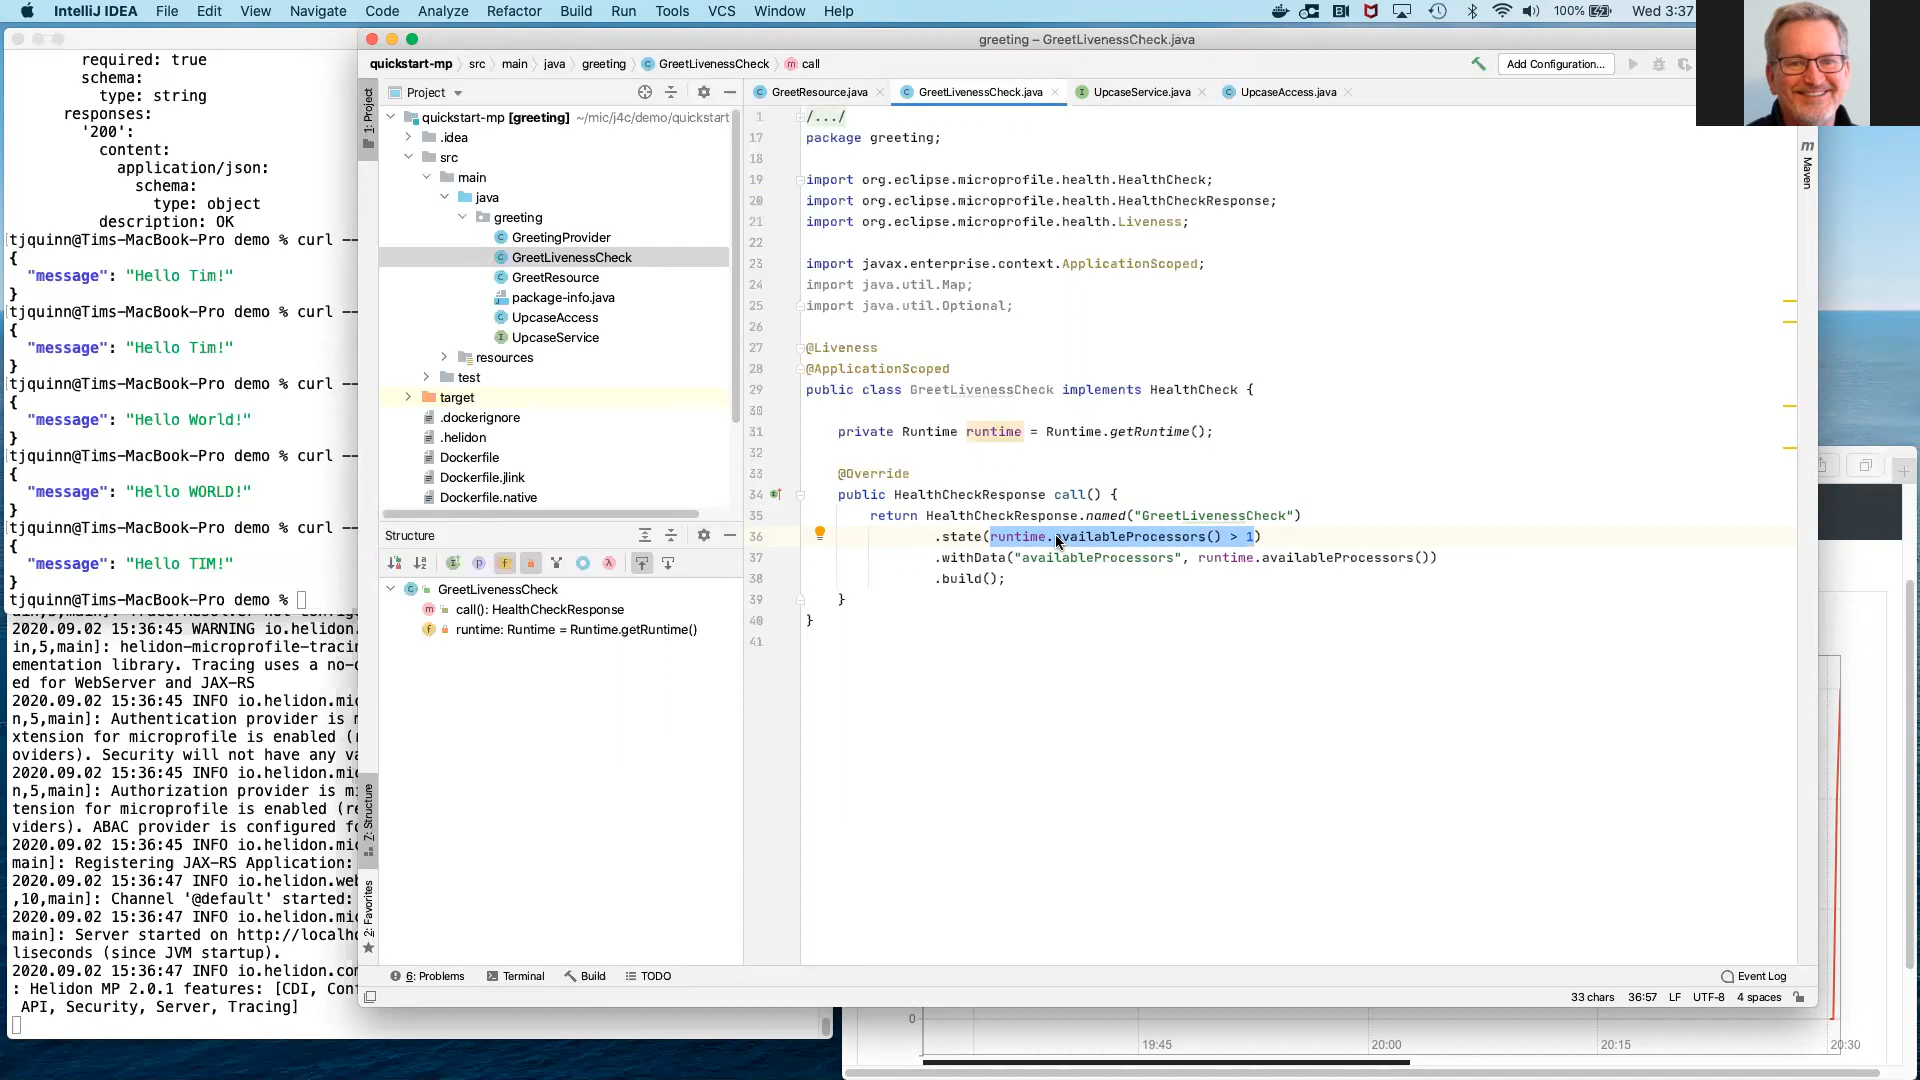 IntelliJ IDEA File Edit View Navigate Code Analyze Refactor Build Run Tools VCS Window Help 100% Wed 3:37
required: true
schema:
type: string
responses:
'200':
content:
application/json:
schema:
type: object
description: OK
tjquinn@Tims-MacBook-Pro demo % curl --
{
"message": "Hello Tim!"
}
tjquinn@Tims-MacBook-Pro demo % curl --
{
"message": "Hello Tim!"
}
tjquinn@Tims-MacBook-Pro demo % curl --
{
"message": "Hello World!"
}
tjquinn@Tims-MacBook-Pro demo % curl --
{
"message": "Hello WORLD!"
}
tjquinn@Tims-MacBook-Pro demo % curl --
{
"message": "Hello TIM!"
}
tjquinn@Tims-MacBook-Pro demo %
2020.09.02 15:36:45 WARNING io.helidon.
in,5,main]: helidon-microprofile-traci
ementation library. Tracing uses a no-
ed for WebServer and JAX-RS
2020.09.02 15:36:45 INFO io.helidon.mi
n,5,main]: Authentication provider is
xtension for microprofile is enabled (
oviders). Security will not have any va
2020.09.02 15:36:45 INFO io.helidon.mi
n,5,main]: Authorization provider is mi
tension for microprofile is enabled (re
viders). ABAC provider is configured fo
2020.09.02 15:36:45 INFO io.helidon.mi
main]: Registering JAX-RS Application:
2020.09.02 15:36:47 INFO io.helidon.we
,10,main]: Channel '@default' started:
2020.09.02 15:36:47 INFO io.helidon.mi
main]: Server started on http://localh
liseconds (since JVM startup).
2020.09.02 15:36:47 INFO io.helidon.co
: Helidon MP 2.0.1 features: [CDI, Con
API, Security, Server, Tracing]
greeting – GreetLivenessCheck.java
quickstart-mp src main java greeting GreetLivenessCheck call
Add Configuration...
1: Project
Project
quickstart-mp [greeting] ~/mic/j4c/demo/quickstart
.idea
src
main
java
greeting
GreetingProvider
GreetLivenessCheck
GreetResource
package-info.java
UpcaseAccess
UpcaseService
resources
test
target
.dockerignore
.helidon
Dockerfile
Dockerfile.jlink
Dockerfile.native
Structure
GreetLivenessCheck
call(): HealthCheckResponse
runtime: Runtime = Runtime.getRuntime()
7: Structure
2: Favorites
GreetResource.java GreetLivenessCheck.java UpcaseService.java UpcaseAccess.java
Maven
1 /.../
17 package greeting;
18
19 import org.eclipse.microprofile.health.HealthCheck;
20 import org.eclipse.microprofile.health.HealthCheckResponse;
21 import org.eclipse.microprofile.health.Liveness;
22
23 import javax.enterprise.context.ApplicationScoped;
24 import java.util.Map;
25 import java.util.Optional;
26
27 @Liveness
28 @ApplicationScoped
29 public class GreetLivenessCheck implements HealthCheck {
30
31 private Runtime runtime = Runtime.getRuntime();
32
33 @Override
34 public HealthCheckResponse call() {
35 return HealthCheckResponse.named("GreetLivenessCheck")
36 .state(runtime.availableProcessors() > 1)
37 .withData("availableProcessors", runtime.availableProcessors())
38 .build();
39 }
40 }
41
6: Problems Terminal Build TODO Event Log
33 chars 36:57 LF UTF-8 4 spaces
0
19:45 20:00 20:15 20:30